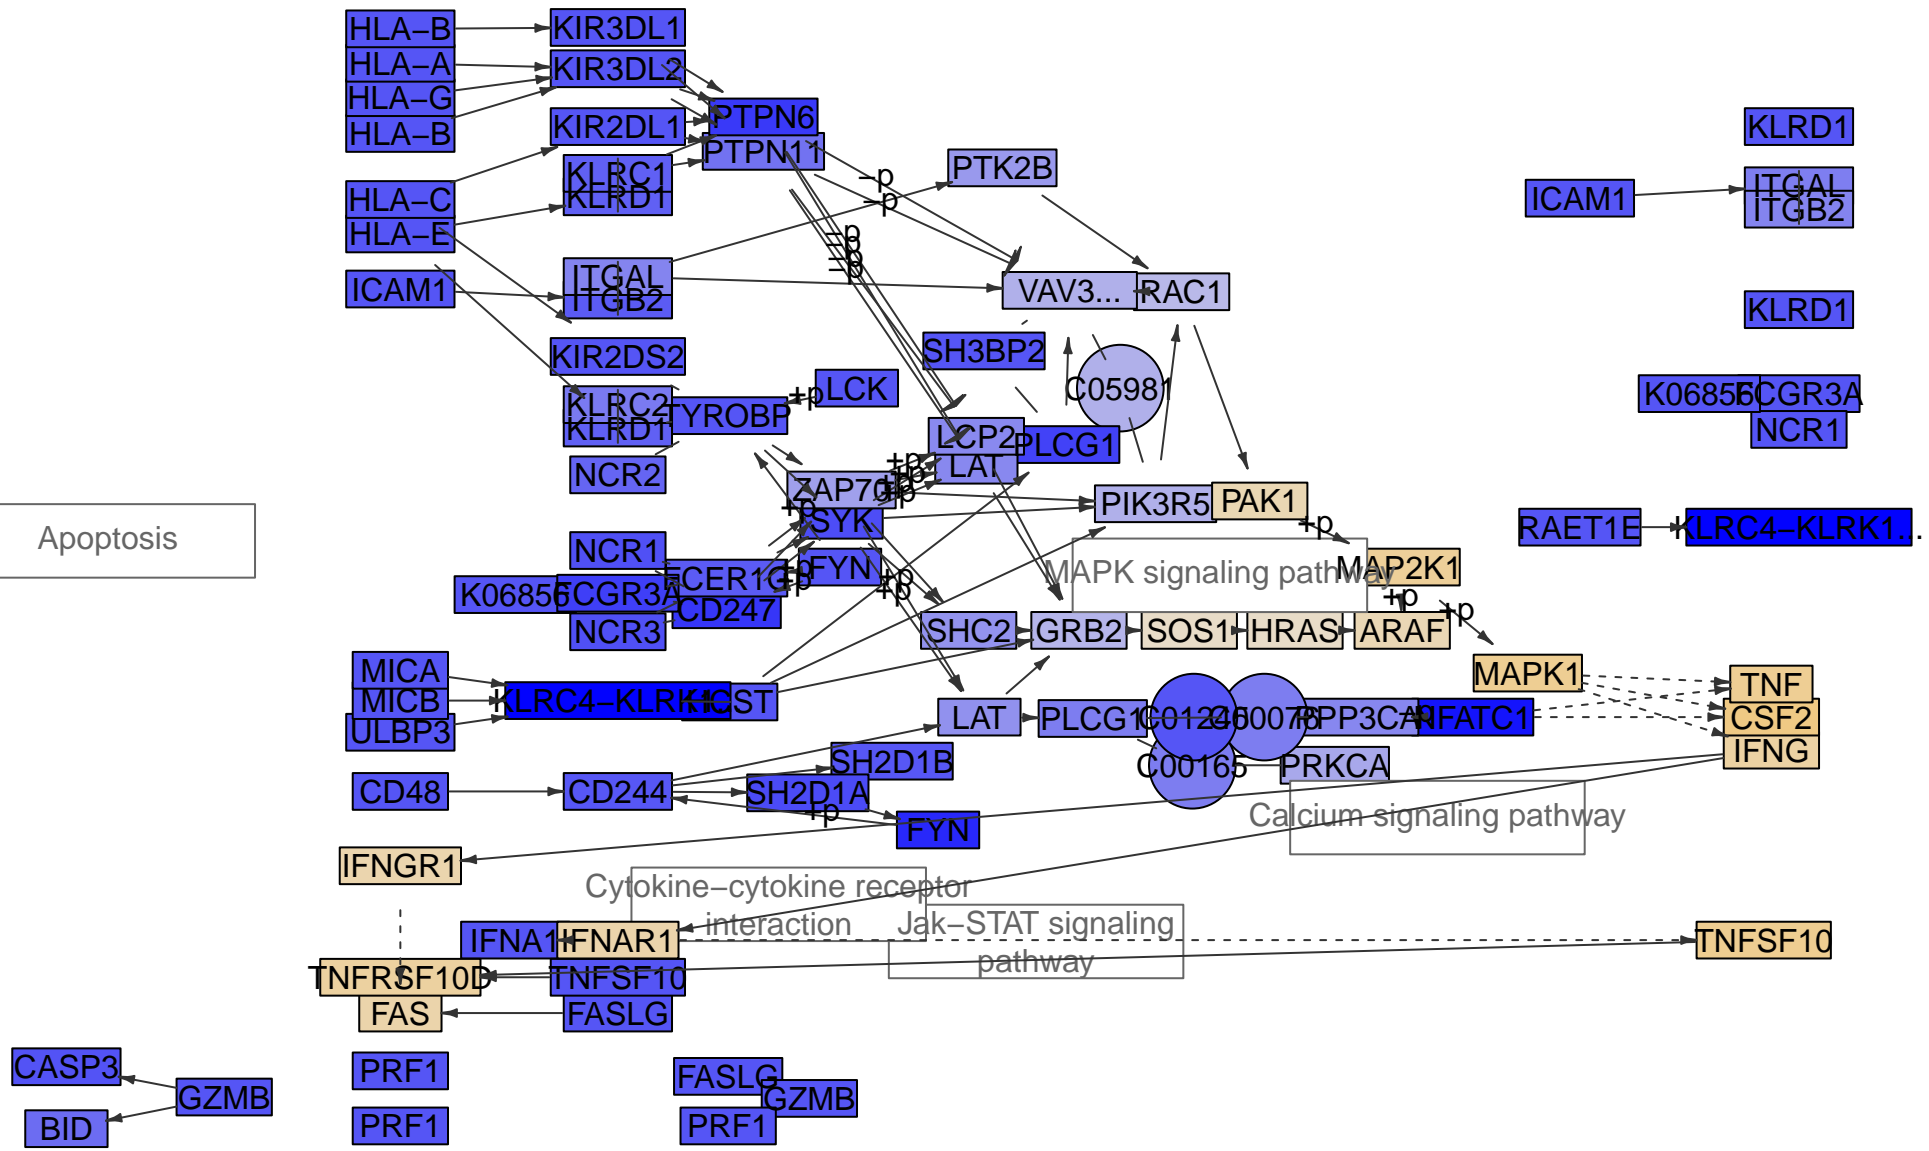 HLA−B
KIR3DL1
HLA−A
KIR3DL2
HLA−G
HLA−B
KIR2DL1
PTPN6
PTPN11
KLRC1
KLRD1
HLA−C
HLA−E
ICAM1
ITGAL
ITGB2
PTK2B
−p
−p
−p
−p
−p
−p
VAV3...
RAC1
KLRD1
ICAM1
ITGAL
ITGB2
KLRD1
K06856
FCGR3A
NCR1
KIR2DS2
KLRC2
KLRD1
TYROBP
+p
LCK
NCR2
SH3BP2
C05981
LCP2
LAT
PLCG1
ZAP70
SYK
+p
+p
+p
+p
PIK3R5
PAK1
+p
RAET1E
KLRC4−KLRK1...
Apoptosis
NCR1
FCER1G
+p
+p
FYN
K06856
FCGR3A
CD247
NCR3
+p
+p
MAPK signaling pathway
MAP2K1
+p
+p
SHC2
GRB2
SOS1
HRAS
ARAF
MAPK1
MICA
MICB
ULBP3
KLRC4−KLRK1
HCST
LAT
PLCG1
C01245
C00076
PPP3CA
NFATC1
C00165
PRKCA
TNF
CSF2
IFNG
CD48
CD244
SH2D1B
SH2D1A
+p
FYN
Calcium signaling pathway
IFNGR1
Cytokine−cytokine receptor
interaction
Jak−STAT signaling
pathway
IFNA1
IFNAR1
TNFSF10
TNFRSF10D
TNFSF10
FAS
FASLG
CASP3
GZMB
BID
PRF1
PRF1
FASLG
GZMB
PRF1